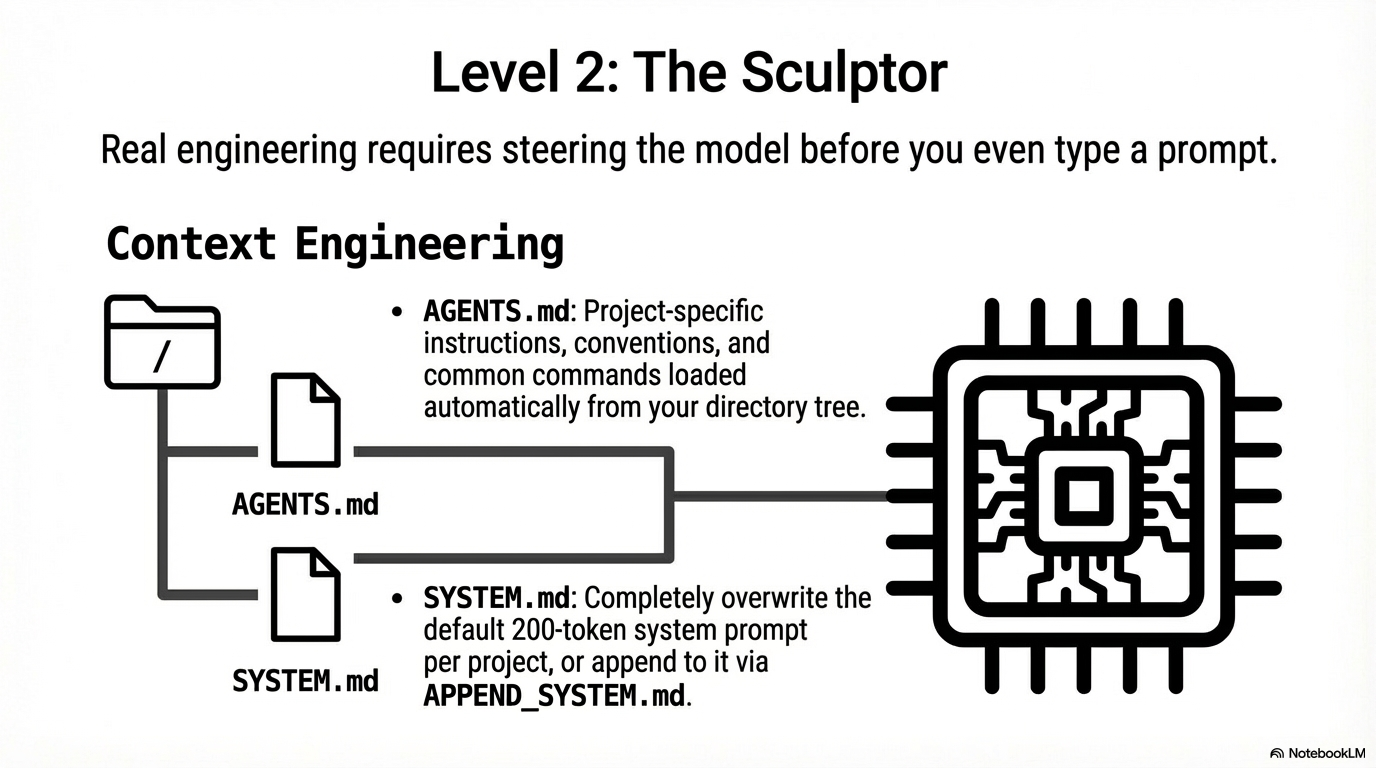 Level 2: The Sculptor
Real engineering requires steering the model before you even type a prompt.
Context Engineering
/
AGENTS.md
SYSTEM.md
• AGENTS.md: Project-specific
instructions, conventions, and
common commands loaded
automatically from your directory tree.
• SYSTEM.md: Completely overwrite the
default 200-token system prompt
per project, or append to it via
APPEND_SYSTEM.md.
NotebookLM